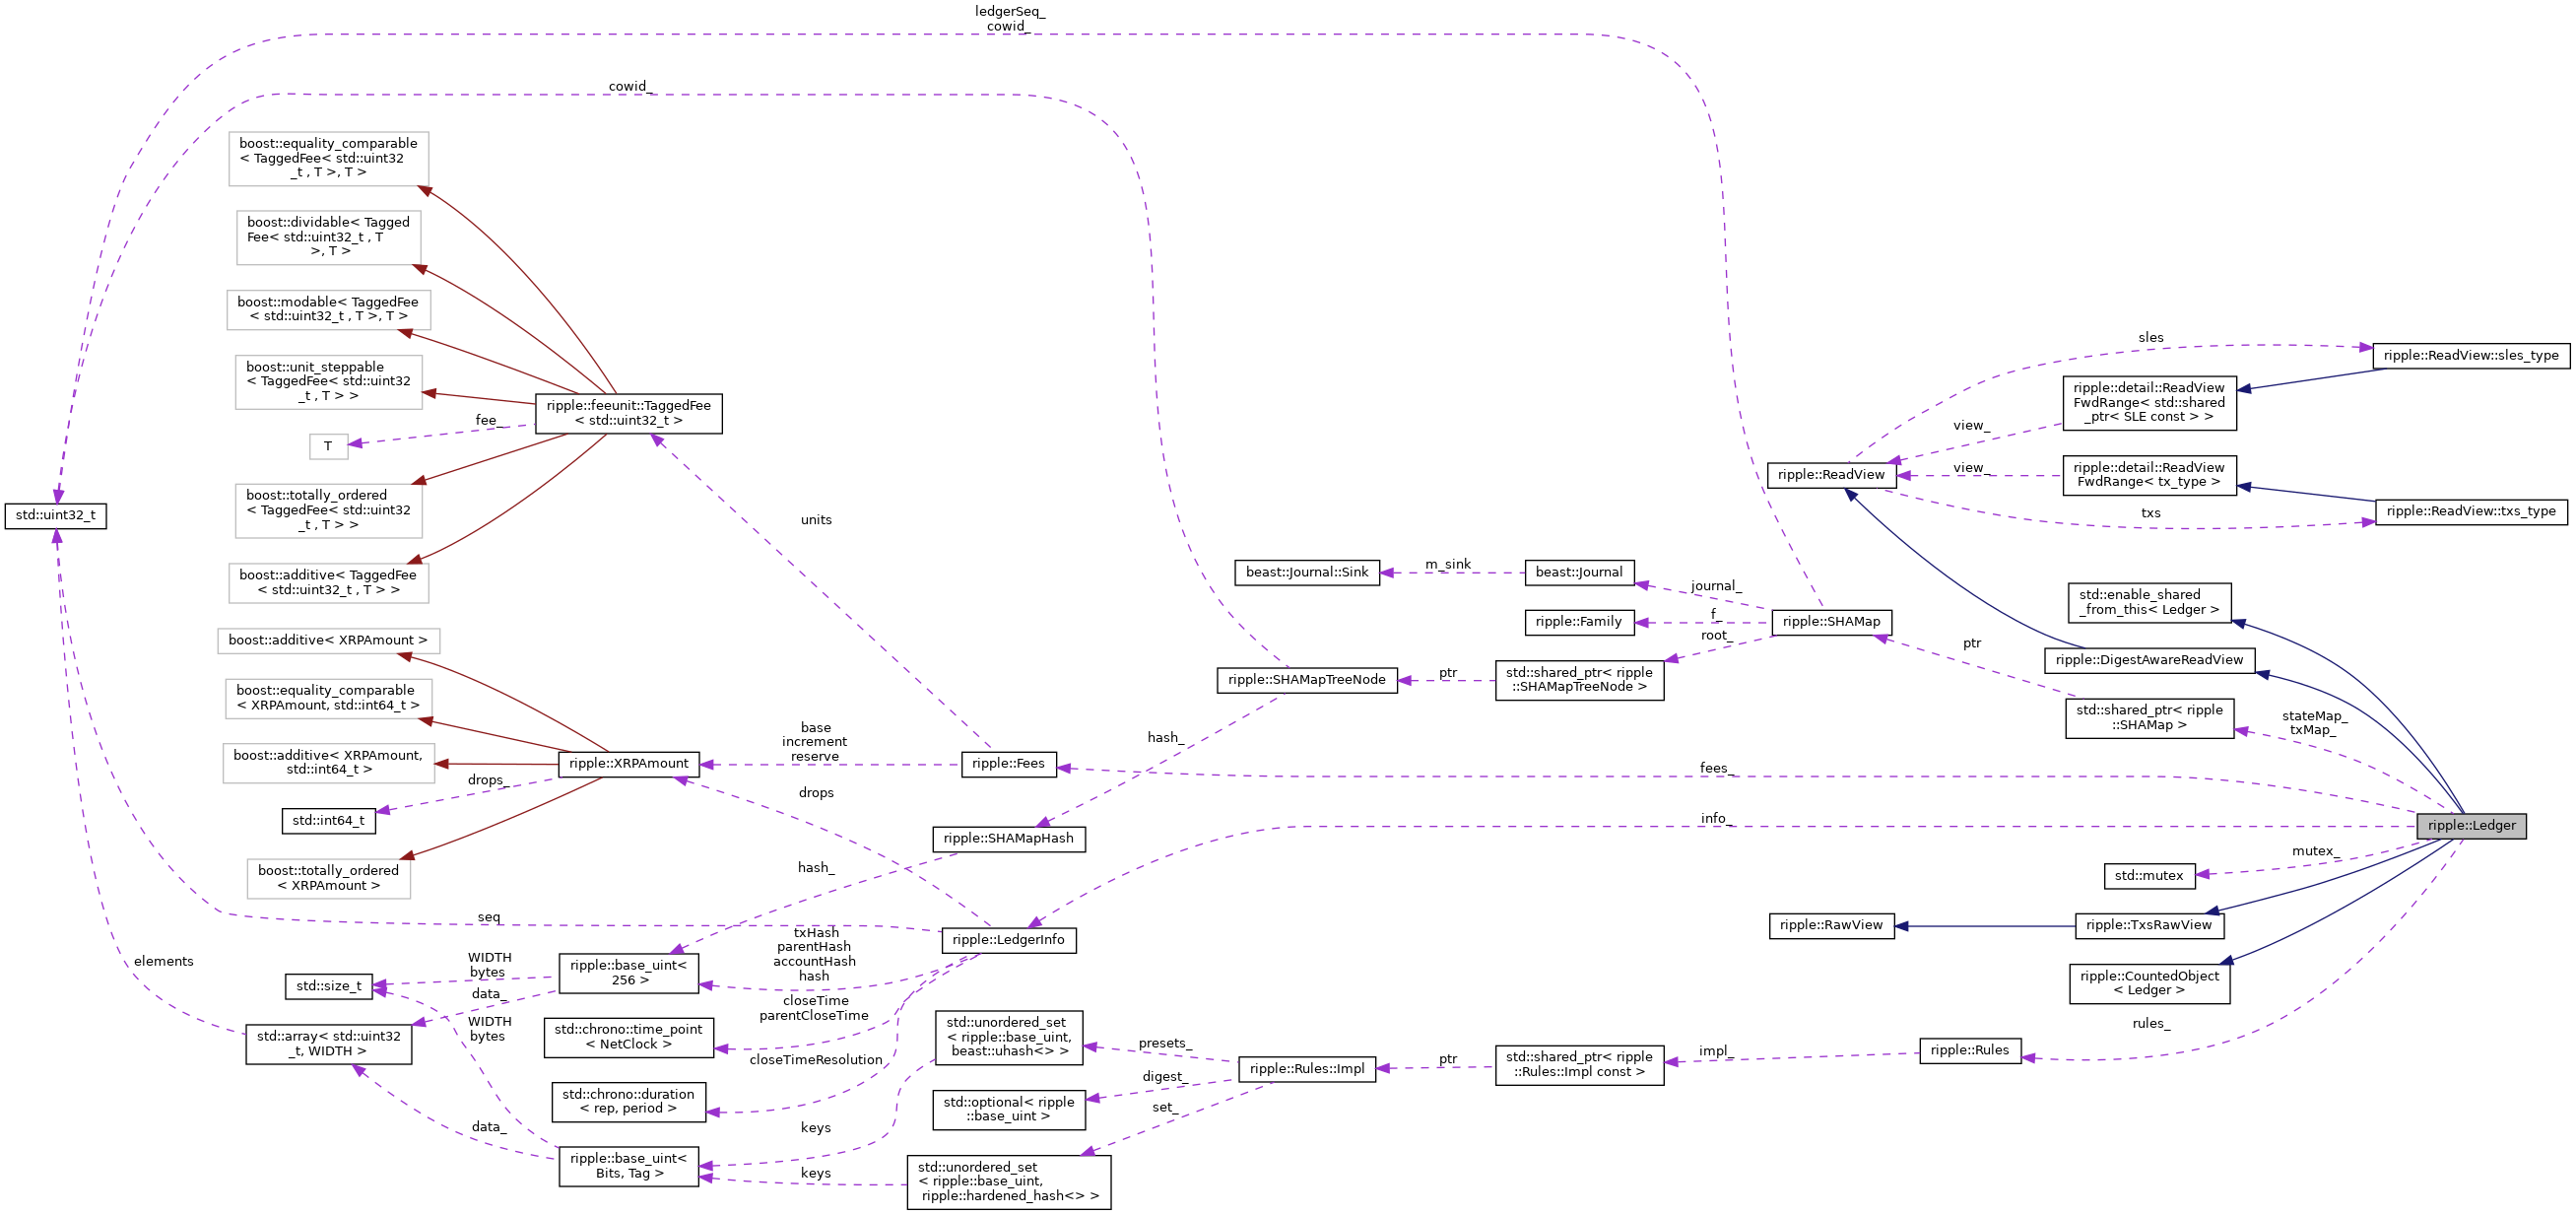 ledgerSeq_
cowid_
cowid_
boost::equality_comparable
< TaggedFee< std::uint32
_t , T >, T >
boost::dividable< Tagged
Fee< std::uint32_t , T
>, T >
boost::modable< TaggedFee
< std::uint32_t , T >, T >
boost::unit_steppable
< TaggedFee< std::uint32
_t , T > >
ripple::feeunit::TaggedFee
< std::uint32_t >
fee_
T
boost::totally_ordered
< TaggedFee< std::uint32
_t , T > >
boost::additive< TaggedFee
< std::uint32_t , T > >
std::uint32_t
units
sles
ripple::ReadView::sles_type
ripple::detail::ReadView
FwdRange< std::shared
_ptr< SLE const > >
view_
ripple::ReadView
view_
ripple::detail::ReadView
FwdRange< tx_type >
txs
ripple::ReadView::txs_type
beast::Journal::Sink
m_sink
beast::Journal
journal_
ripple::Family
f_
root_
ripple::SHAMap
std::enable_shared
_from_this< Ledger >
ptr
ripple::DigestAwareReadView
ripple::SHAMapTreeNode
ptr
std::shared_ptr< ripple
::SHAMapTreeNode >
std::shared_ptr< ripple
::SHAMap >
stateMap_
txMap_
boost::additive< XRPAmount >
boost::equality_comparable
< XRPAmount, std::int64_t >
boost::additive< XRPAmount,
std::int64_t >
ripple::XRPAmount
drops_
std::int64_t
boost::totally_ordered
< XRPAmount >
base
increment
reserve
ripple::Fees
hash_
fees_
drops
ripple::SHAMapHash
info_
ripple::Ledger
hash_
mutex_
std::mutex
seq
ripple::LedgerInfo
txHash
parentHash
accountHash
hash
ripple::RawView
ripple::TxsRawView
ripple::CountedObject
< Ledger >
elements
WIDTH
bytes
std::size_t
data_
WIDTH
bytes
ripple::base_uint<
256 >
std::array< std::uint32
_t, WIDTH >
closeTime
parentCloseTime
std::chrono::time_point
< NetClock >
closeTimeResolution
std::chrono::duration
< rep, period >
std::unordered_set
< ripple::base_uint,
beast::uhash<> >
presets_
ripple::Rules::Impl
ptr
std::shared_ptr< ripple
::Rules::Impl const >
impl_
ripple::Rules
rules_
digest_
std::optional< ripple
::base_uint >
set_
keys
data_
ripple::base_uint<
Bits, Tag >
keys
std::unordered_set
< ripple::base_uint,
ripple::hardened_hash<> >